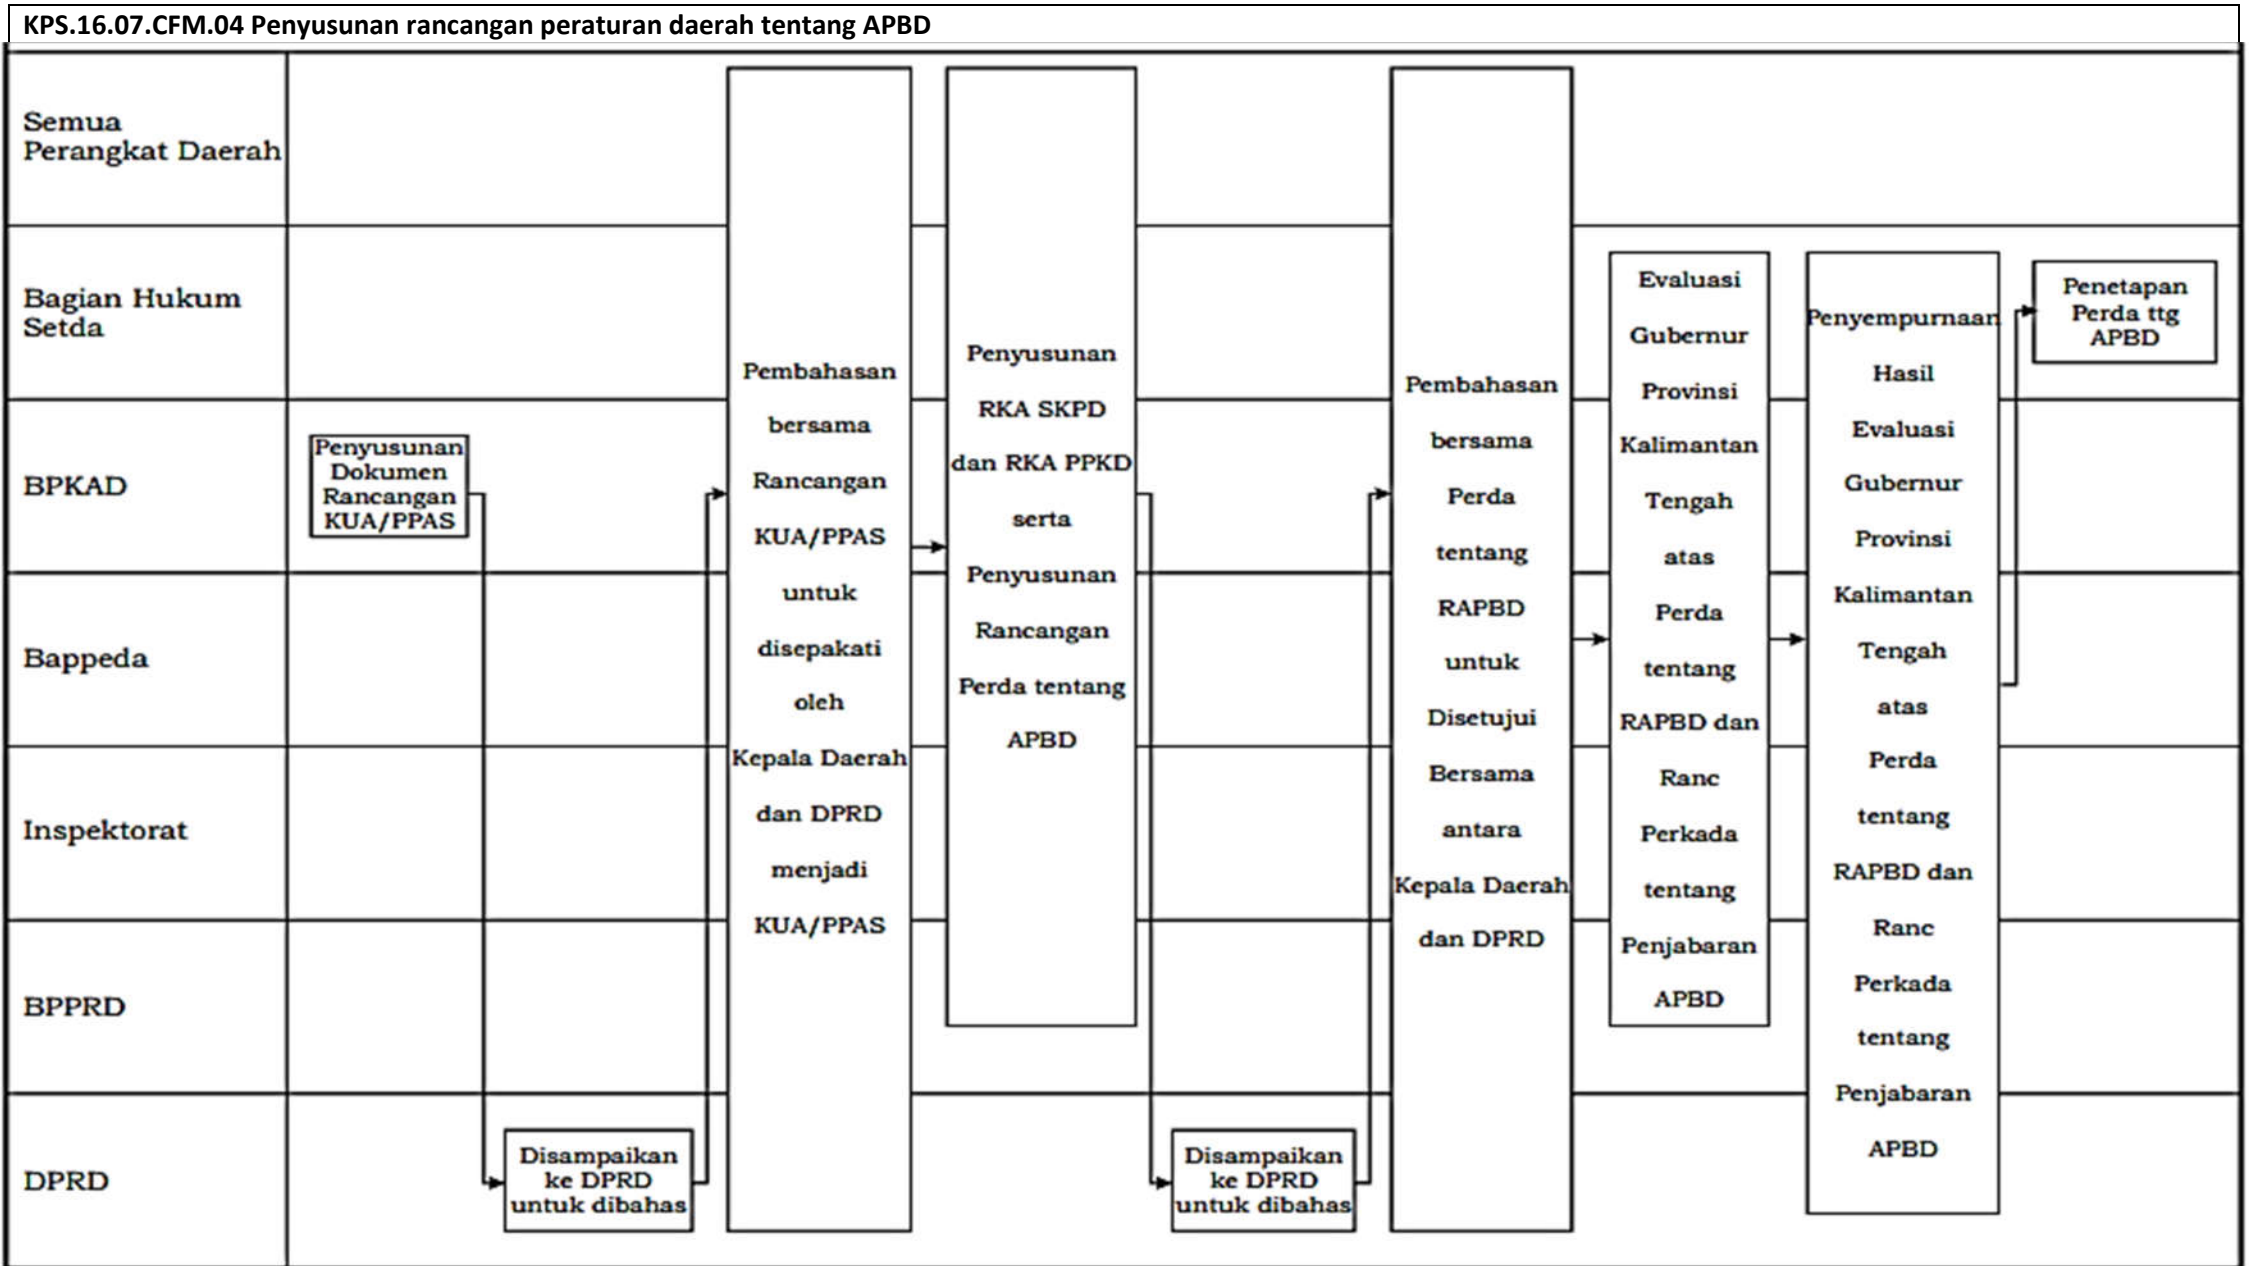 KPS.16.07.CFM.04 Penyusunan rancangan peraturan daerah tentang APBD
Semua
Perangkat Daerah
Bagian Hukum
Setda
BPKAD
Bappeda
Inspektorat
BPPRD
DPRD
Penyusunan
Dokumen
Rancangan
KUA/PPAS
Disampaikan
ke DPRD
untuk dibahas
Pembahasan
bersama
Rancangan
KUA/PPAS
untuk
disepakati
oleh
Kepala Daerah
dan DPRD
menjadi
KUA/PPAS
Penyusunan
RKA SKPD
dan RKA PPKD
serta
Penyusunan
Rancangan
Perda tentang
APBD
Disampaikan
ke DPRD
untuk dibahas
Pembahasan
bersama
Perda
tentang
RAPBD
untuk
Disetujui
Bersama
antara
Kepala Daerah
dan DPRD
Evaluasi
Gubernur
Provinsi
Kalimantan
Tengah
atas
Perda
tentang
RAPBD dan
Ranc
Perkada
tentang
Penjabaran
APBD
Penyempurnaan
Hasil
Evaluasi
Gubernur
Provinsi
Kalimantan
Tengah
atas
Perda
tentang
RAPBD dan
Ranc
Perkada
tentang
Penjabaran
APBD
Penetapan
Perda ttg
APBD